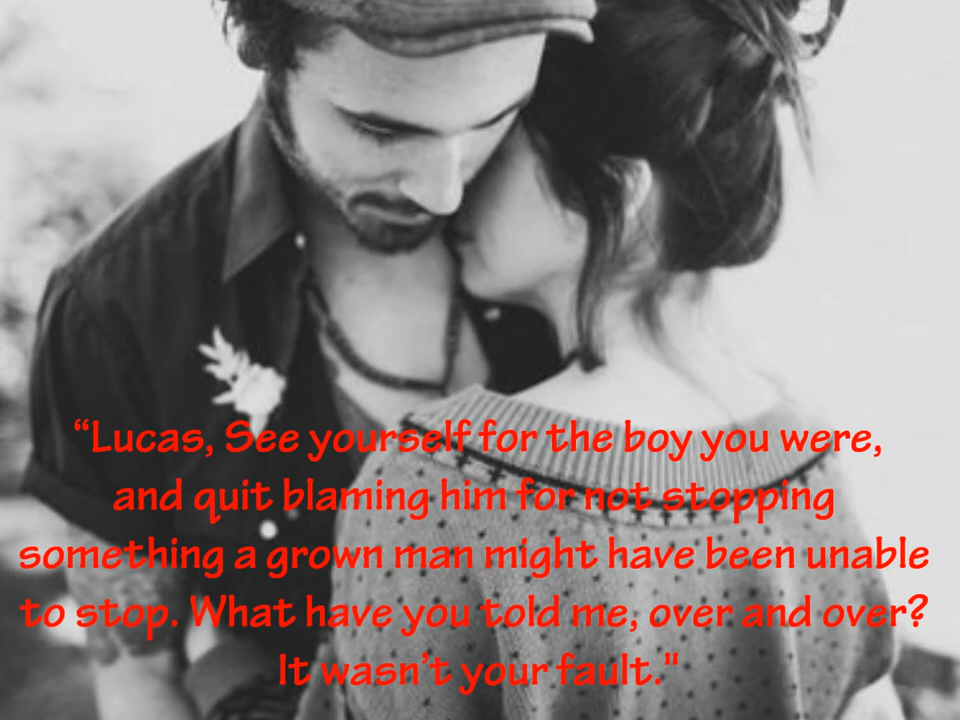 “Lucas, See yourself for the boy you were,
and quit blaming him for not stopping
something a grown man might have been unable
to stop. What have you told me, over and over?
It wasn’t your fault."